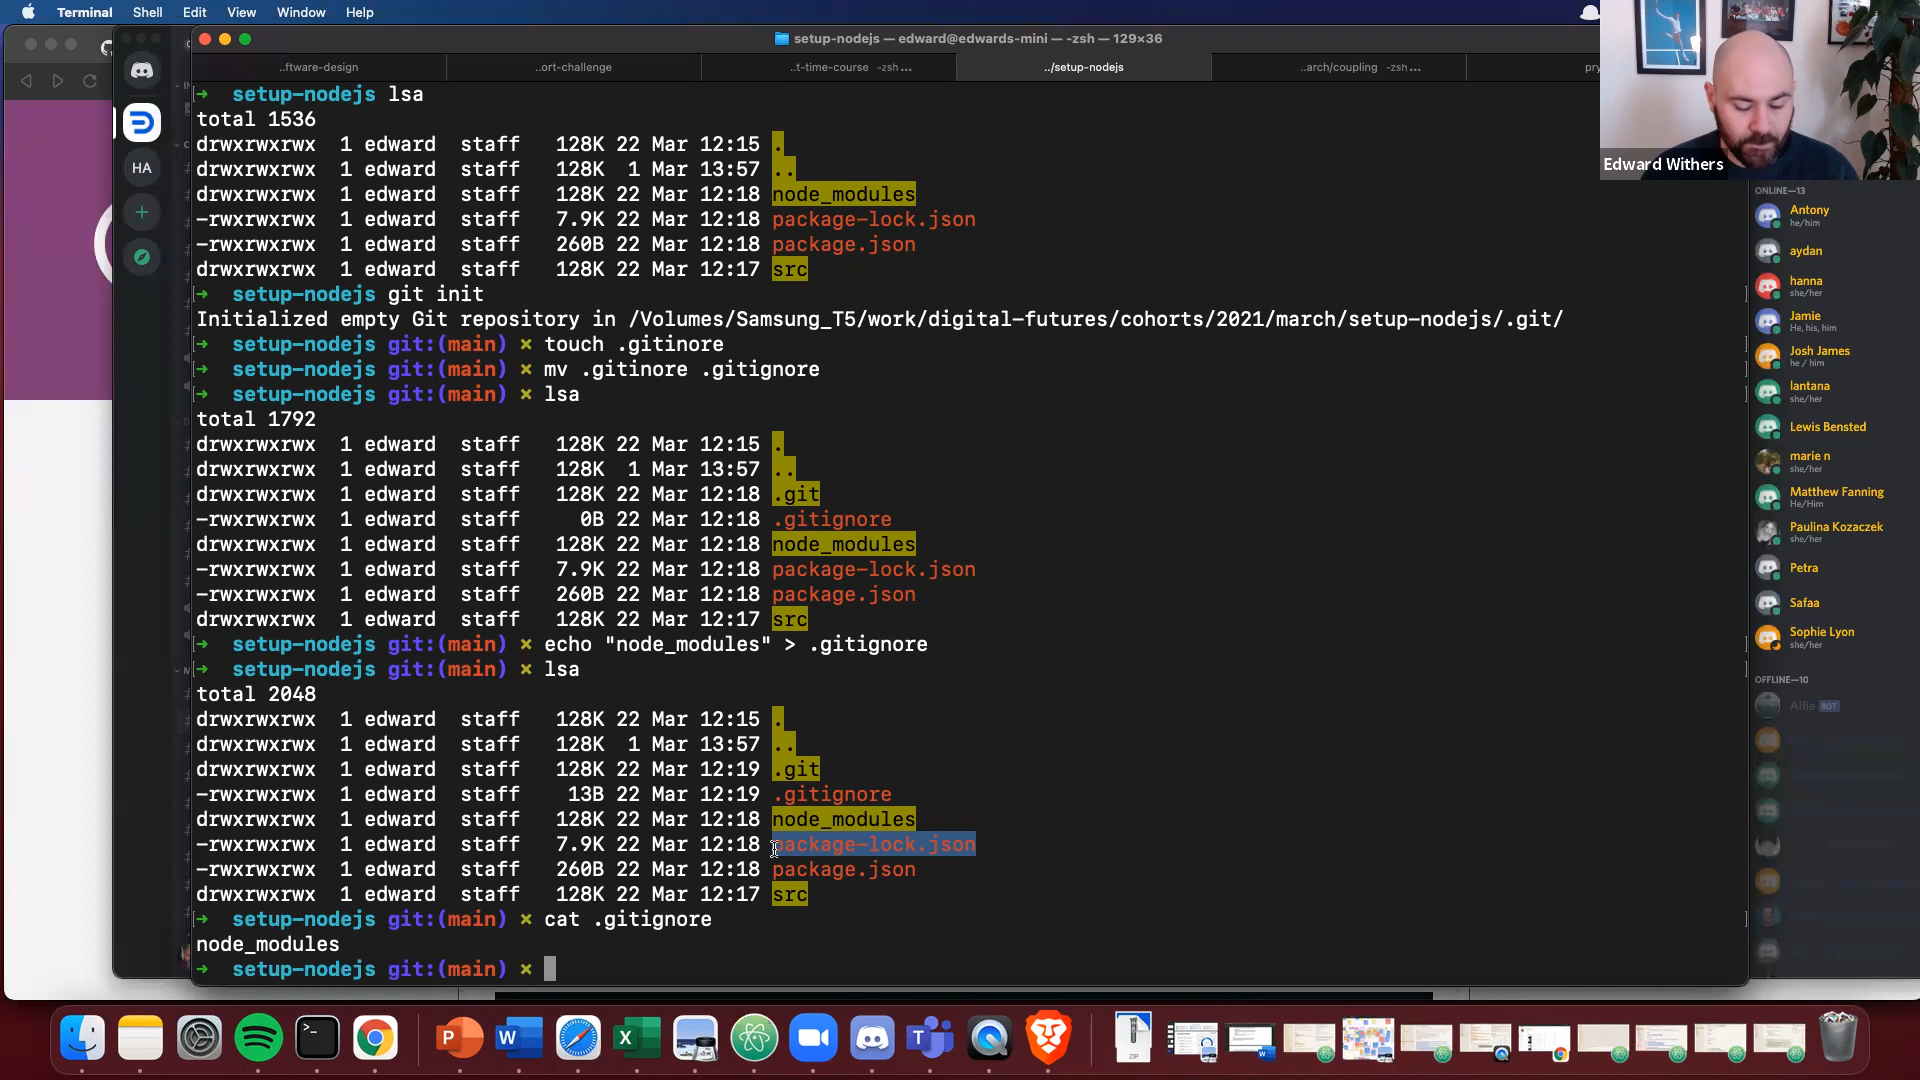 Terminal Shell Edit View Window Help
setup-nodejs — edward@edwards-mini — -zsh — 129×36
..ftware-design
..ort-challenge
..t-time-course -zsh...
../setup-nodejs
..arch/coupling -zsh...
HA
[→ setup-nodejs lsa
total 1536
drwxrwxrwx 1 edward staff 128K 22 Mar 12:15 .
drwxrwxrwx 1 edward staff 128K 1 Mar 13:57 ..
drwxrwxrwx 1 edward staff 128K 22 Mar 12:18 node_modules
-rwxrwxrwx 1 edward staff 7.9K 22 Mar 12:18 package-lock.json
-rwxrwxrwx 1 edward staff 260B 22 Mar 12:18 package.json
drwxrwxrwx 1 edward staff 128K 22 Mar 12:17 src
[→ setup-nodejs git init ]
Initialized empty Git repository in /Volumes/Samsung_T5/work/digital-futures/cohorts/2021/march/setup-nodejs/.git/
[→ setup-nodejs git:(main) × touch .gitinore ]
[→ setup-nodejs git:(main) × mv .gitinore .gitignore ]
[→ setup-nodejs git:(main) × lsa ]
total 1792
drwxrwxrwx 1 edward staff 128K 22 Mar 12:15 .
drwxrwxrwx 1 edward staff 128K 1 Mar 13:57 ..
drwxrwxrwx 1 edward staff 128K 22 Mar 12:18 .git
-rwxrwxrwx 1 edward staff 0B 22 Mar 12:18 .gitignore
drwxrwxrwx 1 edward staff 128K 22 Mar 12:18 node_modules
-rwxrwxrwx 1 edward staff 7.9K 22 Mar 12:18 package-lock.json
-rwxrwxrwx 1 edward staff 260B 22 Mar 12:18 package.json
drwxrwxrwx 1 edward staff 128K 22 Mar 12:17 src
[→ setup-nodejs git:(main) × echo "node_modules" > .gitignore ]
[→ setup-nodejs git:(main) × lsa ]
total 2048
drwxrwxrwx 1 edward staff 128K 22 Mar 12:15 .
drwxrwxrwx 1 edward staff 128K 1 Mar 13:57 ..
drwxrwxrwx 1 edward staff 128K 22 Mar 12:19 .git
-rwxrwxrwx 1 edward staff 13B 22 Mar 12:19 .gitignore
drwxrwxrwx 1 edward staff 128K 22 Mar 12:18 node_modules
-rwxrwxrwx 1 edward staff 7.9K 22 Mar 12:18 package-lock.json
-rwxrwxrwx 1 edward staff 260B 22 Mar 12:18 package.json
drwxrwxrwx 1 edward staff 128K 22 Mar 12:17 src
[→ setup-nodejs git:(main) × cat .gitignore ]
node_modules
→ setup-nodejs git:(main) ×
Edward Withers
ONLINE—13
Antony
he/him
aydan
hanna
she/her
Jamie
He, his, him
Josh James
he / him
lantana
she/her
Lewis Bensted
marie n
she/her
Matthew Fanning
He/Him
Paulina Kozaczek
she/her
Petra
Safaa
Sophie Lyon
she/her
OFFLINE—10
Alfie BOT
ZIP